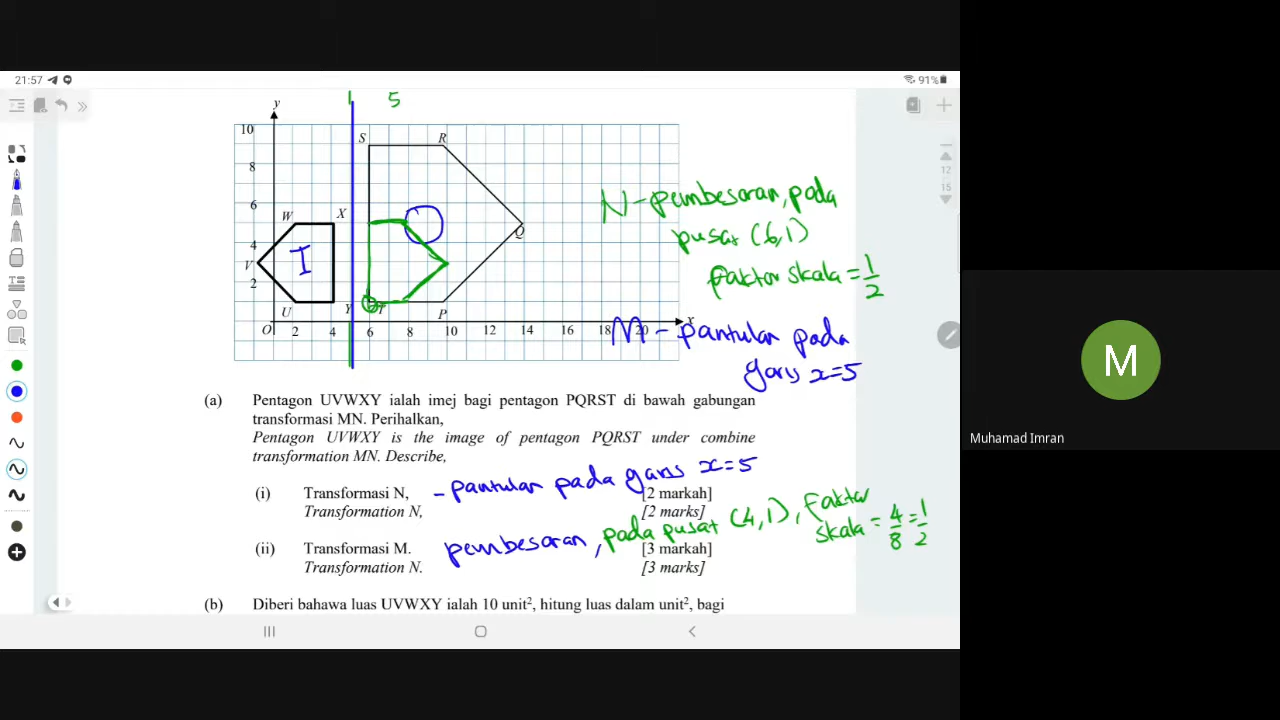 21:57
91%
5
y
10
S
R
8
N - pembesaran, pada
6
W
X
pusat (6,1)
Q
4
I
V
faktor skala = 1/2
2
U
Y
T
P
x
O 2 4 6 8 10 12 14 16 18 20
M - pantulan pada
garis x=5
12
15
M
Muhamad Imran
(a) Pentagon UVWXY ialah imej bagi pentagon PQRST di bawah gabungan
transformasi MN. Perihalkan,
Pentagon UVWXY is the image of pentagon PQRST under combine
transformation MN. Describe,
- pantulan pada garis x=5
(i) Transformasi N, [2 markah]
Transformation N, [2 marks]
pembesaran, pada pusat (4,1), faktor
skala = 4/8 = 1/2
(ii) Transformasi M. [3 markah]
Transformation N. [3 marks]
(b) Diberi bahawa luas UVWXY ialah 10 unit², hitung luas dalam unit², bagi